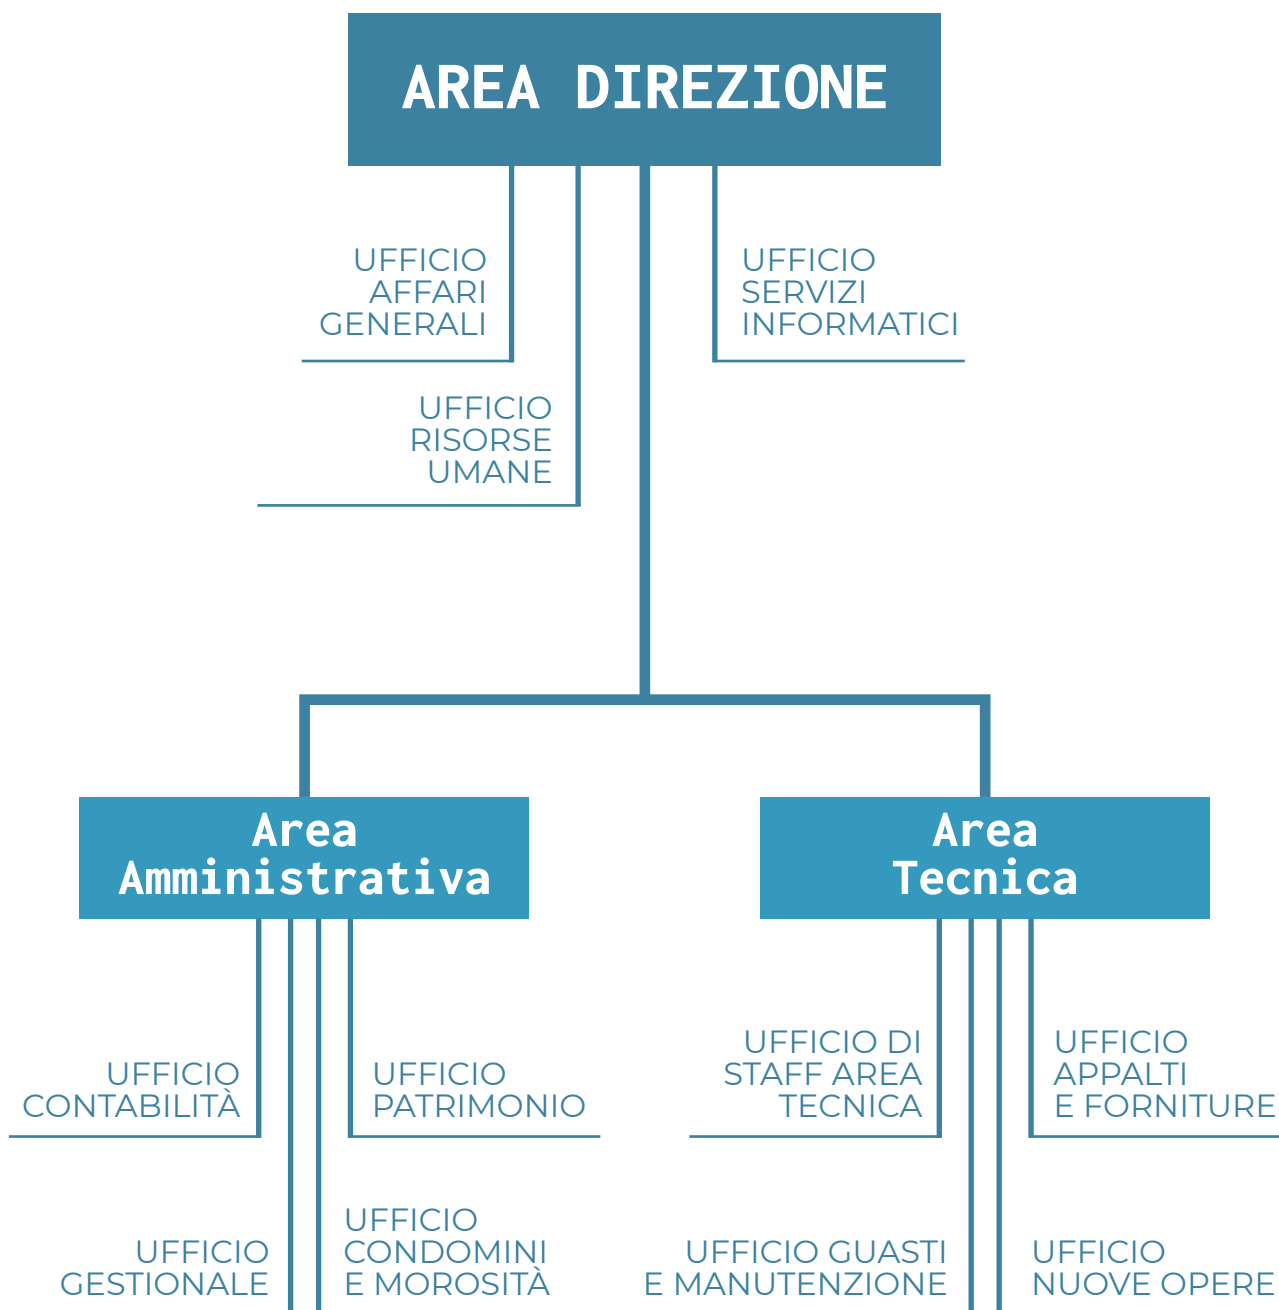 AREA DIREZIONE
UFFICIO
AFFARI
GENERALI
UFFICIO
SERVIZI
INFORMATICI
UFFICIO
RISORSE
UMANE
Area
Amministrativa
Area
Tecnica
UFFICIO
CONTABILITÀ
UFFICIO
PATRIMONIO
UFFICIO DI
STAFF AREA
TECNICA
UFFICIO
APPALTI
E FORNITURE
UFFICIO
GESTIONALE
UFFICIO
CONDOMINI
E MOROSITÀ
UFFICIO GUASTI
E MANUTENZIONE
UFFICIO
NUOVE OPERE